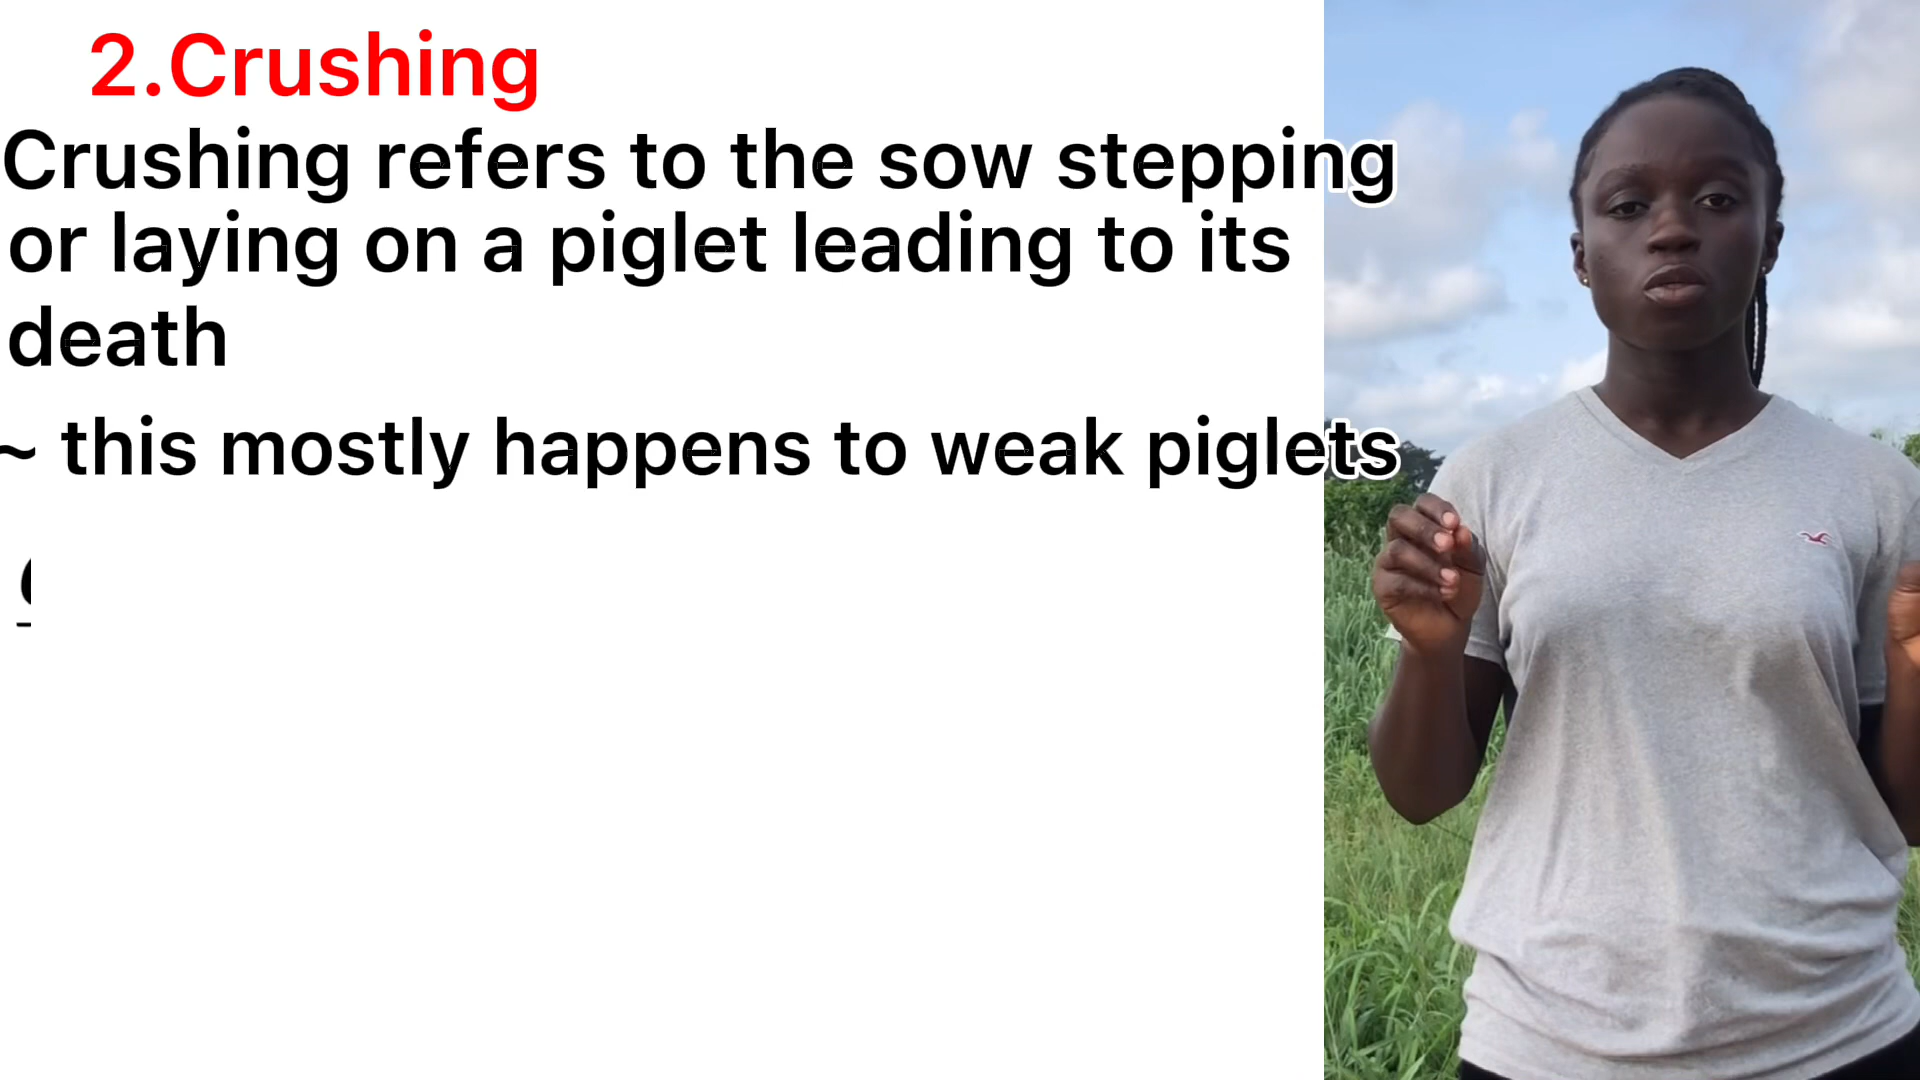 2.Crushing
Crushing refers to the sow stepping
or laying on a piglet leading to its
death
~ this mostly happens to weak piglets